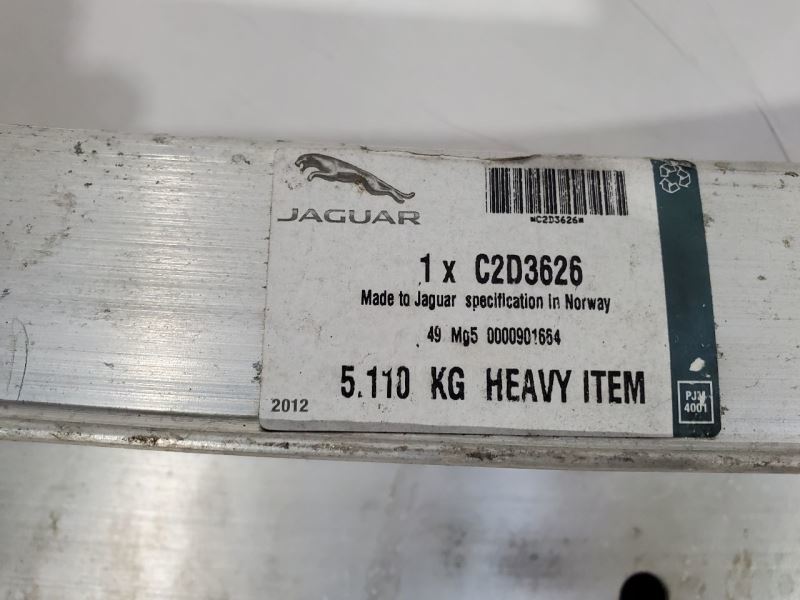 JAGUAR
*C2D3626*
1 x C2D3626
Made to Jaguar specification in Norway
49 Mg5 0000901654
5.110 KG HEAVY ITEM
2012
4001